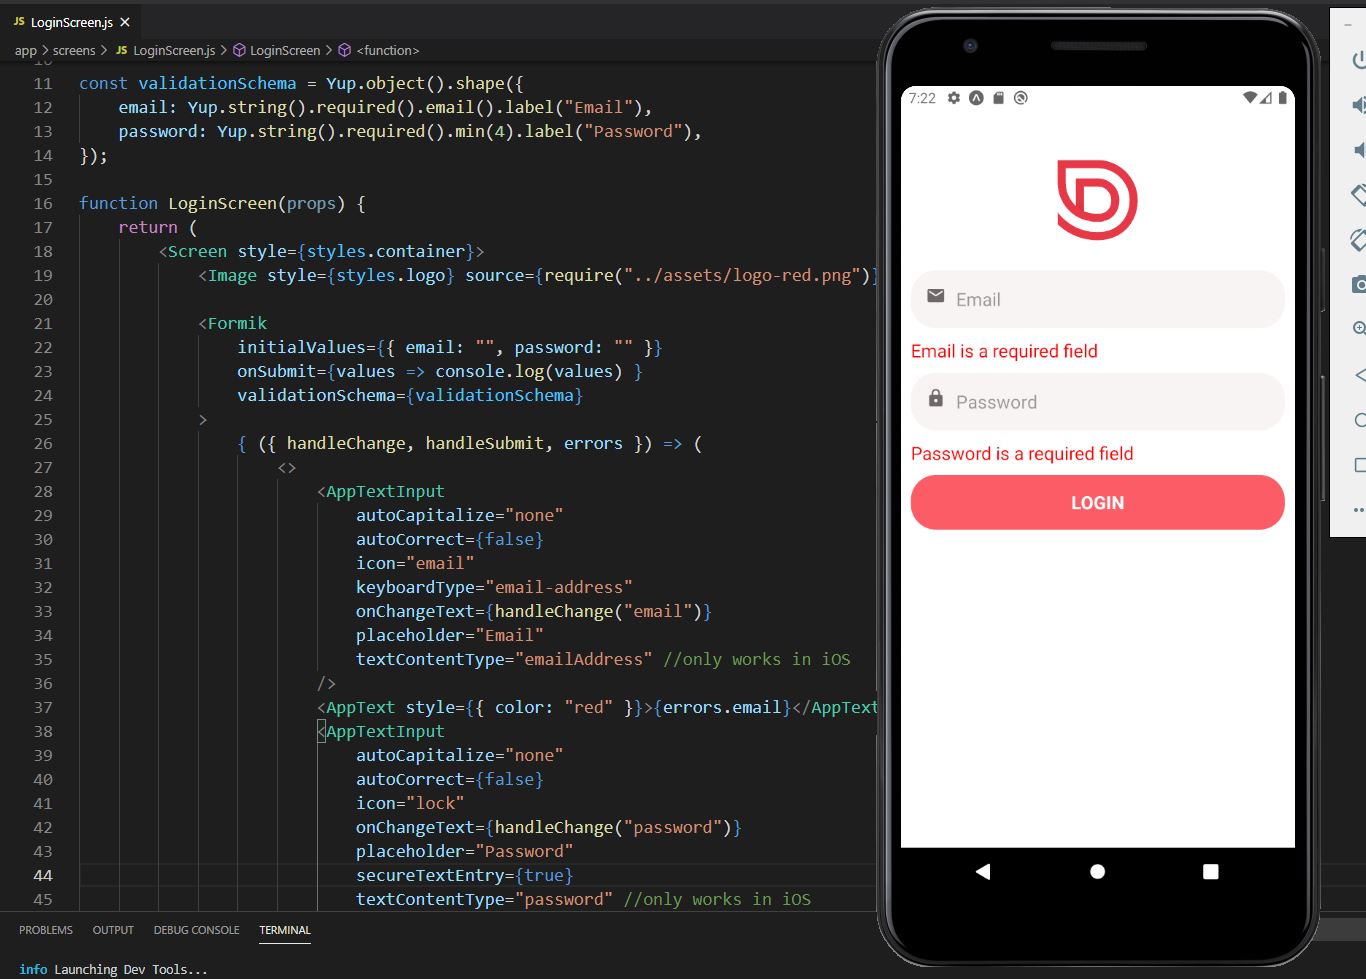 JS LoginScreen.js
app > screens > JS LoginScreen.js > LoginScreen > <function>
11 const validationSchema = Yup.object().shape({
12 email: Yup.string().required().email().label("Email"),
13 password: Yup.string().required().min(4).label("Password"),
14 });
15
16 function LoginScreen(props) {
17 return (
18 <Screen style={styles.container}>
19 <Image style={styles.logo} source={require("../assets/logo-red.png")}
20
21 <Formik
22 initialValues={{ email: "", password: "" }}
23 onSubmit={values => console.log(values) }
24 validationSchema={validationSchema}
25 >
26 { ({ handleChange, handleSubmit, errors }) => (
27 <>
28 <AppTextInput
29 autoCapitalize="none"
30 autoCorrect={false}
31 icon="email"
32 keyboardType="email-address"
33 onChangeText={handleChange("email")}
34 placeholder="Email"
35 textContentType="emailAddress" //only works in iOS
36 />
37 <AppText style={{ color: "red" }}>{errors.email}</AppText
38 <AppTextInput
39 autoCapitalize="none"
40 autoCorrect={false}
41 icon="lock"
42 onChangeText={handleChange("password")}
43 placeholder="Password"
44 secureTextEntry={true}
45 textContentType="password" //only works in iOS
PROBLEMS OUTPUT DEBUG CONSOLE TERMINAL
info Launching Dev Tools...
7:22
Email
Email is a required field
Password
Password is a required field
LOGIN